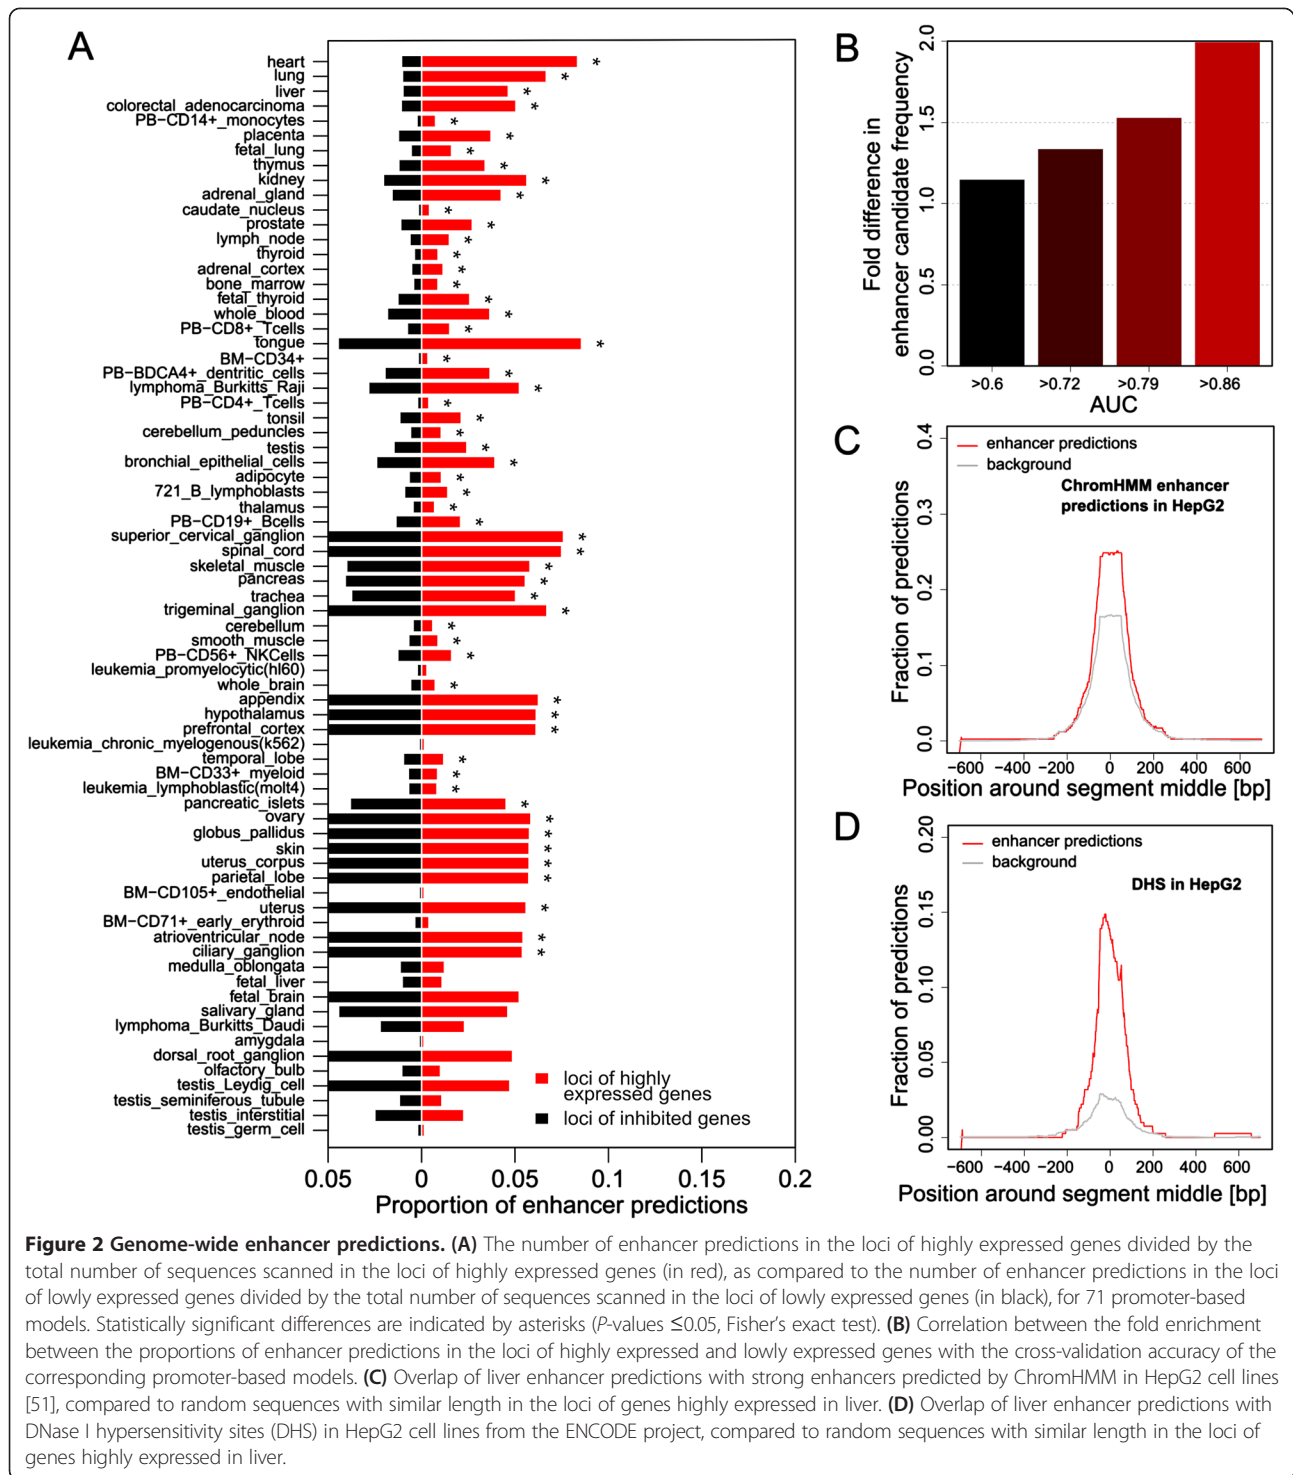 A
heart
lung
liver
colorectal_adenocarcinoma
PB−CD14+_monocytes
placenta
fetal_lung
thymus
kidney
adrenal_gland
caudate_nucleus
prostate
lymph_node
thyroid
adrenal_cortex
bone_marrow
fetal_thyroid
whole_blood
PB−CD8+_Tcells
tongue
BM−CD34+
PB−BDCA4+_dentritic_cells
lymphoma_Burkitts_Raji
PB−CD4+_Tcells
tonsil
cerebellum_peduncles
testis
bronchial_epithelial_cells
adipocyte
721_B_lymphoblasts
thalamus
PB−CD19+_Bcells
superior_cervical_ganglion
spinal_cord
skeletal_muscle
pancreas
trachea
trigeminal_ganglion
cerebellum
smooth_muscle
PB−CD56+_NKCells
leukemia_promyelocytic(hl60)
whole_brain
appendix
hypothalamus
prefrontal_cortex
leukemia_chronic_myelogenous(k562)
temporal_lobe
BM−CD33+_myeloid
leukemia_lymphoblastic(molt4)
pancreatic_islets
ovary
globus_pallidus
skin
uterus_corpus
parietal_lobe
BM−CD105+_endothelial
uterus
BM−CD71+_early_erythroid
atrioventricular_node
ciliary_ganglion
medulla_oblongata
fetal_liver
fetal_brain
salivary_gland
lymphoma_Burkitts_Daudi
amygdala
dorsal_root_ganglion
olfactory_bulb
testis_Leydig_cell
testis_seminiferous_tubule
testis_interstitial
testis_germ_cell
loci of highly
expressed genes
loci of inhibited genes
0.05 0 0.05 0.1 0.15 0.2
Proportion of enhancer predictions
B
Fold difference in
enhancer candidate frequency
2.0
1.5
1.0
0.5
0.0
>0.6 >0.72 >0.79 >0.86
AUC
C
enhancer predictions
background
ChromHMM enhancer
predictions in HepG2
Fraction of predictions
0.4
0.3
0.2
0.1
0.0
−600 −400 −200 0 200 400 600
Position around segment middle [bp]
D
enhancer predictions
background
DHS in HepG2
Fraction of predictions
0.20
0.15
0.10
0.05
0.00
−600 −400 −200 0 200 400 600
Position around segment middle [bp]
Figure 2 Genome-wide enhancer predictions. (A) The number of enhancer predictions in the loci of highly expressed genes divided by the
total number of sequences scanned in the loci of highly expressed genes (in red), as compared to the number of enhancer predictions in the loci
of lowly expressed genes divided by the total number of sequences scanned in the loci of lowly expressed genes (in black), for 71 promoter-based
models. Statistically significant differences are indicated by asterisks (P-values ≤0.05, Fisher's exact test). (B) Correlation between the fold enrichment
between the proportions of enhancer predictions in the loci of highly expressed and lowly expressed genes with the cross-validation accuracy of the
corresponding promoter-based models. (C) Overlap of liver enhancer predictions with strong enhancers predicted by ChromHMM in HepG2 cell lines
[51], compared to random sequences with similar length in the loci of genes highly expressed in liver. (D) Overlap of liver enhancer predictions with
DNase I hypersensitivity sites (DHS) in HepG2 cell lines from the ENCODE project, compared to random sequences with similar length in the loci of
genes highly expressed in liver.